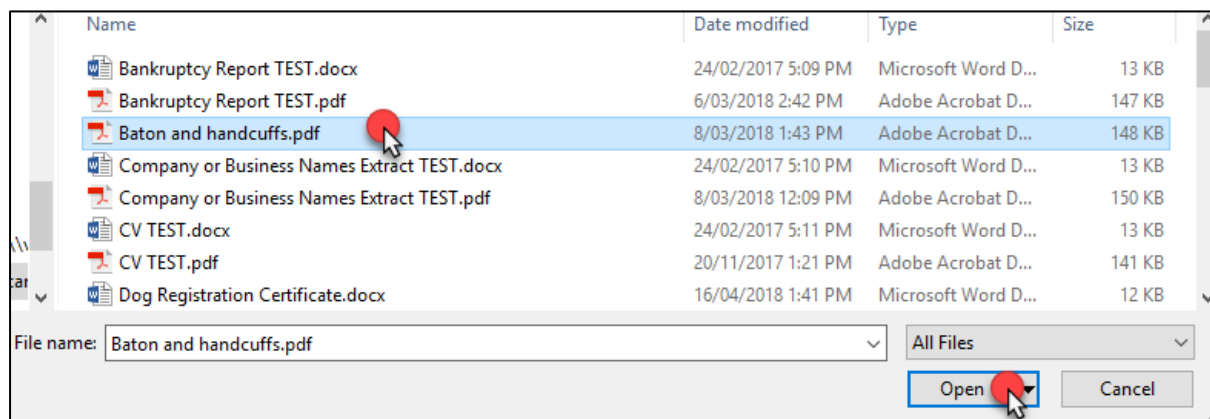 Name Date modified Type Size
Bankruptcy Report TEST.docx 24/02/2017 5:09 PM Microsoft Word D... 13 KB
Bankruptcy Report TEST.pdf 6/03/2018 2:42 PM Adobe Acrobat D... 147 KB
Baton and handcuffs.pdf 8/03/2018 1:43 PM Adobe Acrobat D... 148 KB
Company or Business Names Extract TEST.docx 24/02/2017 5:10 PM Microsoft Word D... 13 KB
Company or Business Names Extract TEST.pdf 8/03/2018 12:09 PM Adobe Acrobat D... 150 KB
CV TEST.docx 24/02/2017 5:11 PM Microsoft Word D... 13 KB
CV TEST.pdf 20/11/2017 1:21 PM Adobe Acrobat D... 141 KB
Dog Registration Certificate.docx 16/04/2018 1:41 PM Microsoft Word D... 12 KB
File name: Baton and handcuffs.pdf All Files
Open Cancel